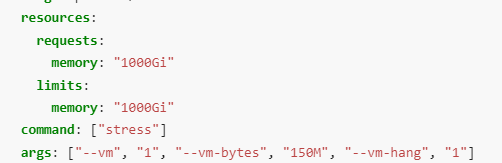 resources:
requests:
memory: "1000Gi"
limits:
memory: "1000Gi"
command: ["stress"]
args: ["--vm", "1", "--vm-bytes", "150M", "--vm-hang", "1"]